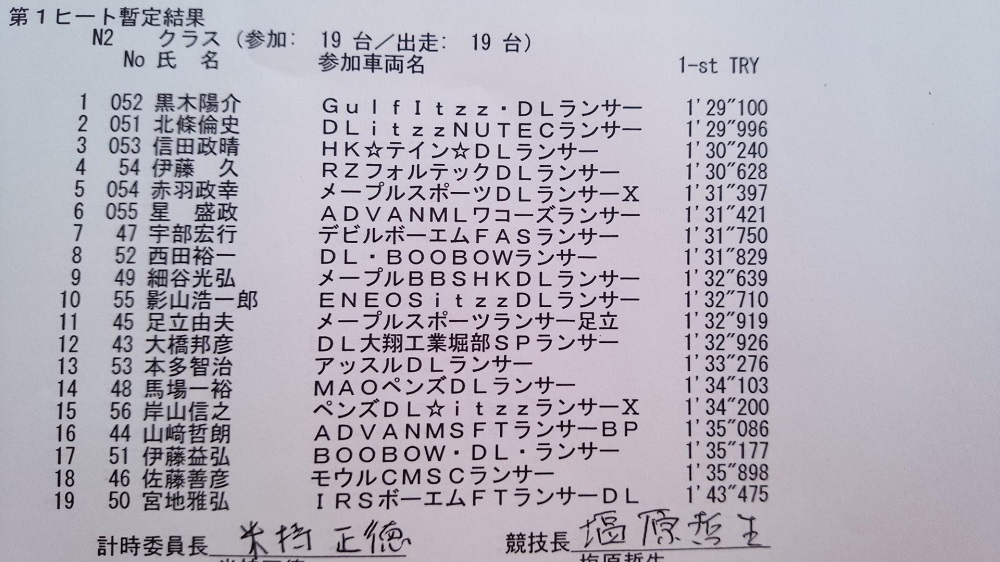 第１ヒート暫定結果
N2 クラス (参加: 19 台／出走: 19 台)
No 氏 名 参加車両名 1-st TRY
1 052 黒木陽介 ＧｕｌｆＩｔｚｚ・ＤＬランサー 1'29"100
2 051 北條倫史 ＤＬｉｔｚｚＮＵＴＥＣランサー 1'29"996
3 053 信田政晴 ＨＫ☆テイン☆ＤＬランサー 1'30"240
4 54 伊藤 久 ＲＺフォルテックＤＬランサー 1'30"628
5 054 赤羽政幸 メープルスポーツＤＬランサーＸ 1'31"397
6 055 星 盛政 ＡＤＶＡＮＭＬワコーズランサー 1'31"421
7 47 宇部宏行 デビルボーエムＦＡＳランサー 1'31"750
8 52 西田裕一 ＤＬ・ＢＯＯＢＯＷランサー 1'31"829
9 49 細谷光弘 メープルＢＢＳＨＫＤＬランサー 1'32"639
10 55 影山浩一郎 ＥＮＥＯＳｉｔｚｚＤＬランサー 1'32"710
11 45 足立由夫 メープルスポーツランサー足立 1'32"919
12 43 大橋邦彦 ＤＬ大翔工業堀部ＳＰランサー 1'32"926
13 53 本多智治 アッスルＤＬランサー 1'33"276
14 48 馬場一裕 ＭＡＯペンズＤＬランサー 1'34"103
15 56 岸山信之 ペンズＤＬ☆ｉｔｚｚランサーＸ 1'34"200
16 44 山﨑哲朗 ＡＤＶＡＮＭＳＦＴランサーＢＰ 1'35"086
17 51 伊藤益弘 ＢＯＯＢＯＷ・ＤＬ・ランサー 1'35"177
18 46 佐藤善彦 モウルＣＭＳＣランサー 1'35"898
19 50 宮地雅弘 ＩＲＳボーエムＦＴランサーＤＬ 1'43"475
計時委員長 正徳 競技長 塩原哲生
塩原哲生